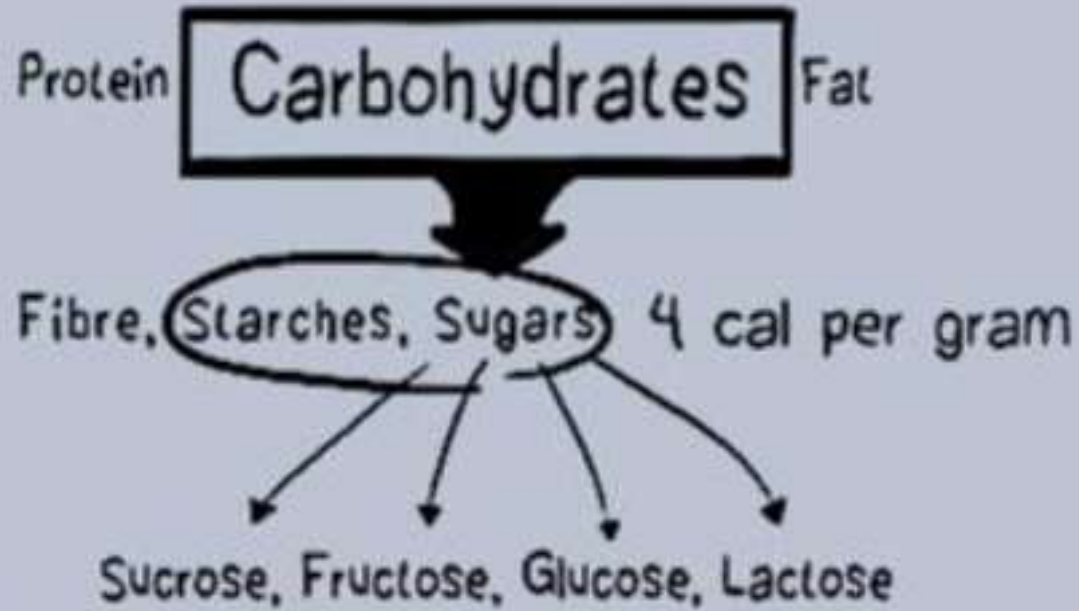 Protein Carbohydrates Fat
Fibre, Starches, Sugars 4 cal per gram
Sucrose, Fructose, Glucose, Lactose